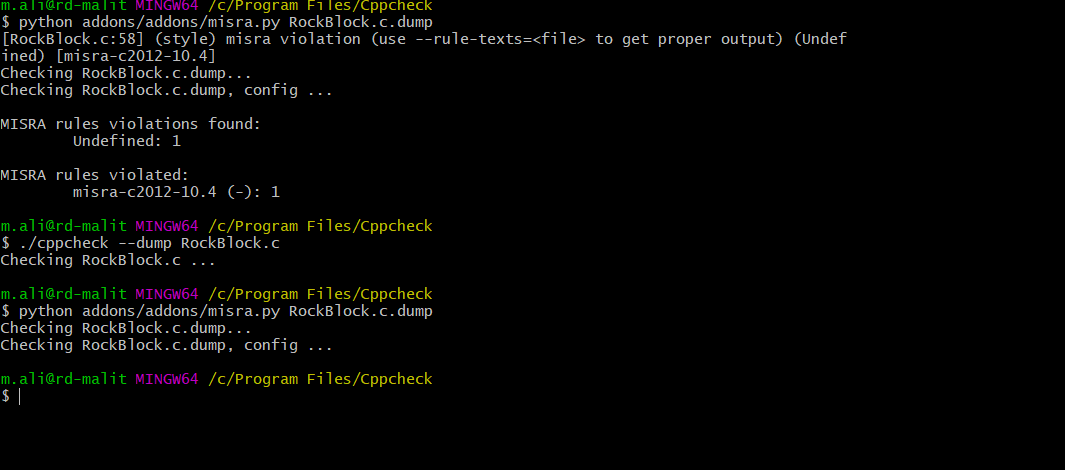 m.ali@rd-malit MINGW64 /c/Program Files/Cppcheck
$ python addons/addons/misra.py RockBlock.c.dump
[RockBlock.c:58] (style) misra violation (use --rule-texts=<file> to get proper output) (Undef
ined) [misra-c2012-10.4]
Checking RockBlock.c.dump...
Checking RockBlock.c.dump, config ...
MISRA rules violations found:
Undefined: 1
MISRA rules violated:
misra-c2012-10.4 (-): 1
m.ali@rd-malit MINGW64 /c/Program Files/Cppcheck
$ ./cppcheck --dump RockBlock.c
Checking RockBlock.c ...
m.ali@rd-malit MINGW64 /c/Program Files/Cppcheck
$ python addons/addons/misra.py RockBlock.c.dump
Checking RockBlock.c.dump...
Checking RockBlock.c.dump, config ...
m.ali@rd-malit MINGW64 /c/Program Files/Cppcheck
$